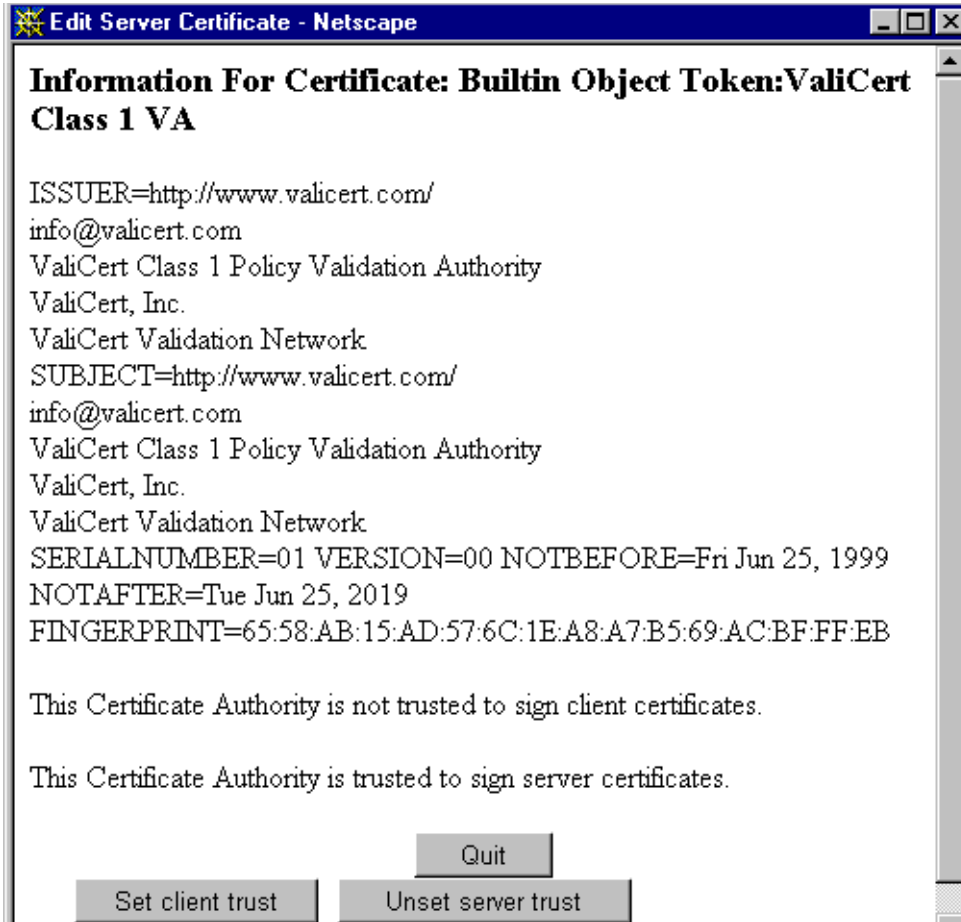 Edit Server Certificate - Netscape
Information For Certificate: Builtin Object Token:ValiCert
Class 1 VA
ISSUER=http://www.valicert.com/
info@valicert.com
ValiCert Class 1 Policy Validation Authority
ValiCert, Inc.
ValiCert Validation Network
SUBJECT=http://www.valicert.com/
info@valicert.com
ValiCert Class 1 Policy Validation Authority
ValiCert, Inc.
ValiCert Validation Network
SERIALNUMBER=01 VERSION=00 NOTBEFORE=Fri Jun 25, 1999
NOTAFTER=Tue Jun 25, 2019
FINGERPRINT=65:58:AB:15:AD:57:6C:1E:A8:A7:B5:69:AC:BF:FF:EB
This Certificate Authority is not trusted to sign client certificates.
This Certificate Authority is trusted to sign server certificates.
Quit
Set client trust Unset server trust